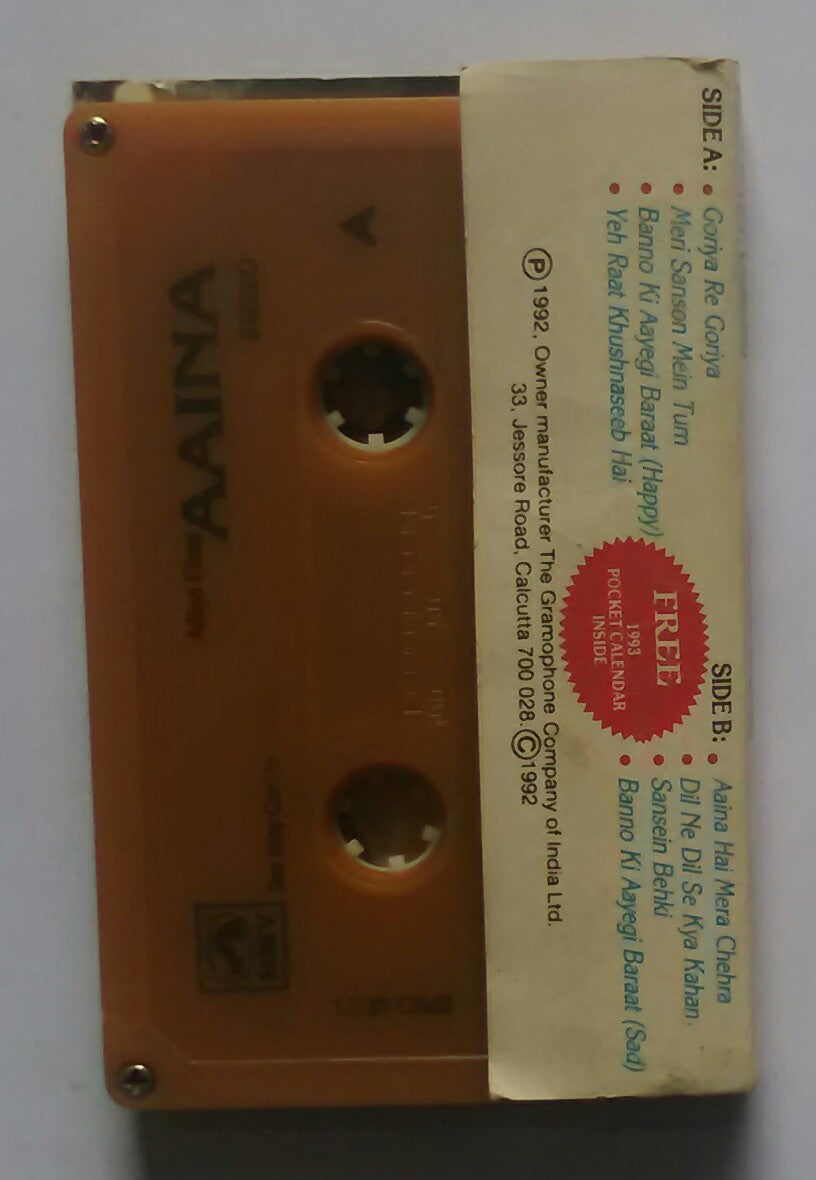 SIDE A: • Goriya Re Goriya
• Meri Sanson Mein Tum
• Banno Ki Aayegi Baraat (Happy)
• Yeh Raat Khushnaseeb Hai
FREE
1993
POCKET CALENDAR
INSIDE
SIDE B: • Aaina Hai Mera Chehra
• Dil Ne Dil Se Kya Kahan
• Sansein Behki
• Banno Ki Aayegi Baraat (Sad)
Ⓟ 1992, Owner manufacturer The Gramophone Company of India Ltd.
33, Jessore Road, Calcutta 700 028. © 1992
A
AAINA
HMV